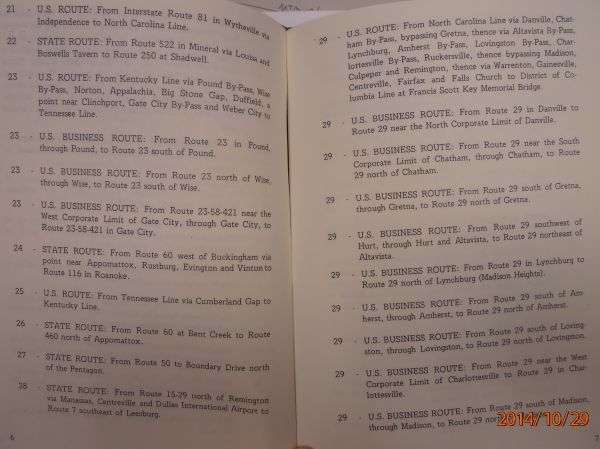 21 - U.S. ROUTE: From Interstate Route 81 in Wytheville via
Independence to North Carolina Line.
22 - STATE ROUTE: From Route 522 in Mineral via Louisa and
Boswells Tavern to Route 250 at Shadwell.
23 - U.S. ROUTE: From Kentucky Line via Pound By-Pass, Wise
By-Pass, Norton, Appalachia, Big Stone Gap, Duffield, a
point near Clinchport, Gate City By-Pass and Weber City to
Tennessee Line.
23 - U.S. BUSINESS ROUTE: From Route 23 in Pound,
through Pound, to Route 23 south of Pound.
23 - U.S. BUSINESS ROUTE: From Route 23 north of Wise,
through Wise, to Route 23 south of Wise.
23 - U.S. BUSINESS ROUTE: From Route 23-58-421 near the
West Corporate Limit of Gate City, through Gate City, to
Route 23-58-421 in Gate City.
24 - STATE ROUTE: From Route 60 west of Buckingham via
point near Appomattox, Rustburg, Evington and Vinton to
Route 116 in Roanoke.
25 - U.S. ROUTE: From Tennessee Line via Cumberland Gap to
Kentucky Line.
26 - STATE ROUTE: From Route 60 at Bent Creek to Route
460 north of Appomattox.
27 - STATE ROUTE: From Route 50 to Boundary Drive north
of the Pentagon.
28 - STATE ROUTE: From Route 15-29 north of Remington
via Manassas, Centreville and Dulles International Airport to
Route 7 southeast of Leesburg.
6
29 - U.S. ROUTE: From North Carolina Line via Danville, Chat-
ham By-Pass, bypassing Gretna, thence via Altavista By-Pass,
Lynchburg, Amherst By-Pass, Lovingston By-Pass, Char-
lottesville By-Pass, Ruckersville, thence bypassing Madison,
Culpeper and Remington, thence via Warrenton, Gainesville,
Centreville, Fairfax and Falls Church to District of Co-
lumbia Line at Francis Scott Key Memorial Bridge.
29 - U.S. BUSINESS ROUTE: From Route 29 in Danville to
Route 29 near the North Corporate Limit of Danville.
29 - U.S. BUSINESS ROUTE: From Route 29 near the South
Corporate Limit of Chatham, through Chatham, to Route
29 north of Chatham.
29 - U.S. BUSINESS ROUTE: From Route 29 south of Gretna,
through Gretna, to Route 29 north of Gretna.
29 - U.S. BUSINESS ROUTE: From Route 29 southwest of
Hurt, through Hurt and Altavista, to Route 29 northeast of
Altavista.
29 - U.S. BUSINESS ROUTE: From Route 29 in Lynchburg to
Route 29 north of Lynchburg (Madison Heights).
29 - U.S. BUSINESS ROUTE: From Route 29 south of Am-
herst, through Amherst, to Route 29 north of Amherst.
29 - U.S. BUSINESS ROUTE: From Route 29 south of Loving-
ston, through Lovingston, to Route 29 north of Lovingston.
29 - U.S. BUSINESS ROUTE: From Route 29 near the West
Corporate Limit of Charlottesville to Route 29 in Char-
lottesville.
29 - U.S. BUSINESS ROUTE: From Route 29 south of Madison,
through Madison, to Route 29 north
7
2014/10/29